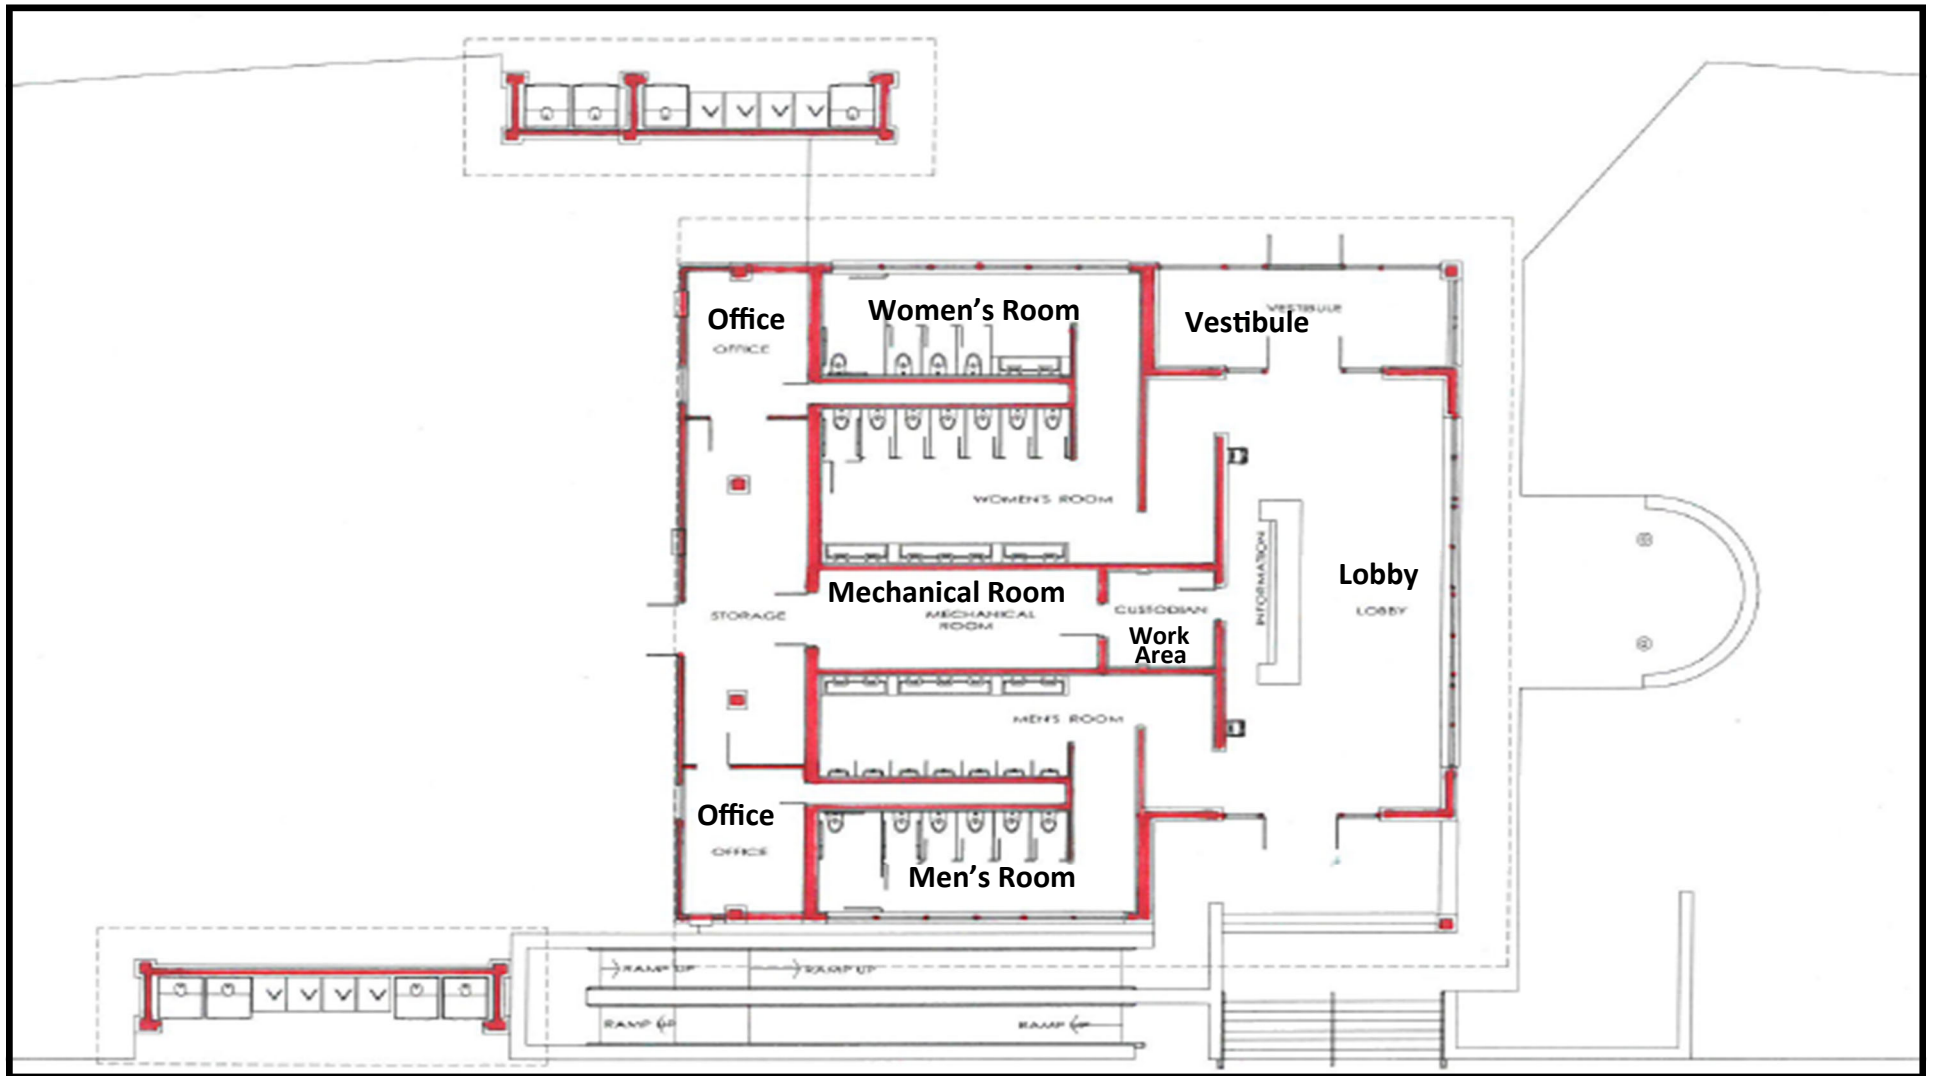 Women's Room
Office
OFFICE
VESTIBULE
Vestibule
WOMEN'S ROOM
Mechanical Room
MECHANICAL
ROOM
STORAGE
CUSTODIAN
Work
Area
INFORMATION
Lobby
LOBBY
MEN'S ROOM
Office
OFFICE
Men's Room
RAMP UP
RAMP UP
RAMP UP
RAMP UP